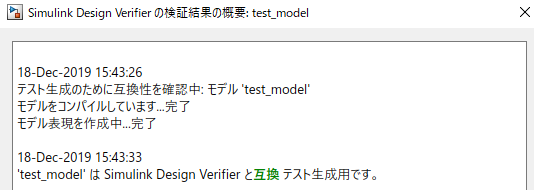 Simulink Design Verifier の検証結果の概要: test_model
18-Dec-2019 15:43:26
テスト生成のために互換性を確認中: モデル 'test_model'
モデルをコンパイルしています...完了
モデル表現を作成中...完了
18-Dec-2019 15:43:33
'test_model' は Simulink Design Verifier と互換 テスト生成用です。